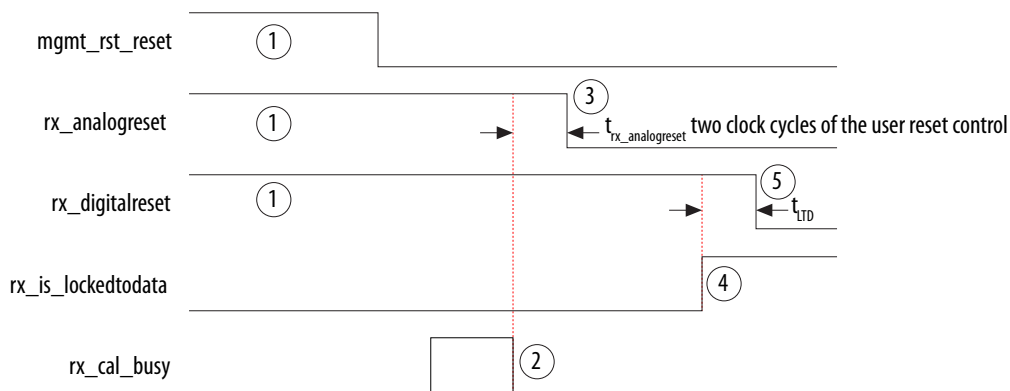 mgmt_rst_reset
1
rx_analogreset
1
3
t_rx_analogreset two clock cycles of the user reset control
rx_digitalreset
1
5
t_LTD
rx_is_lockedtodata
4
rx_cal_busy
2